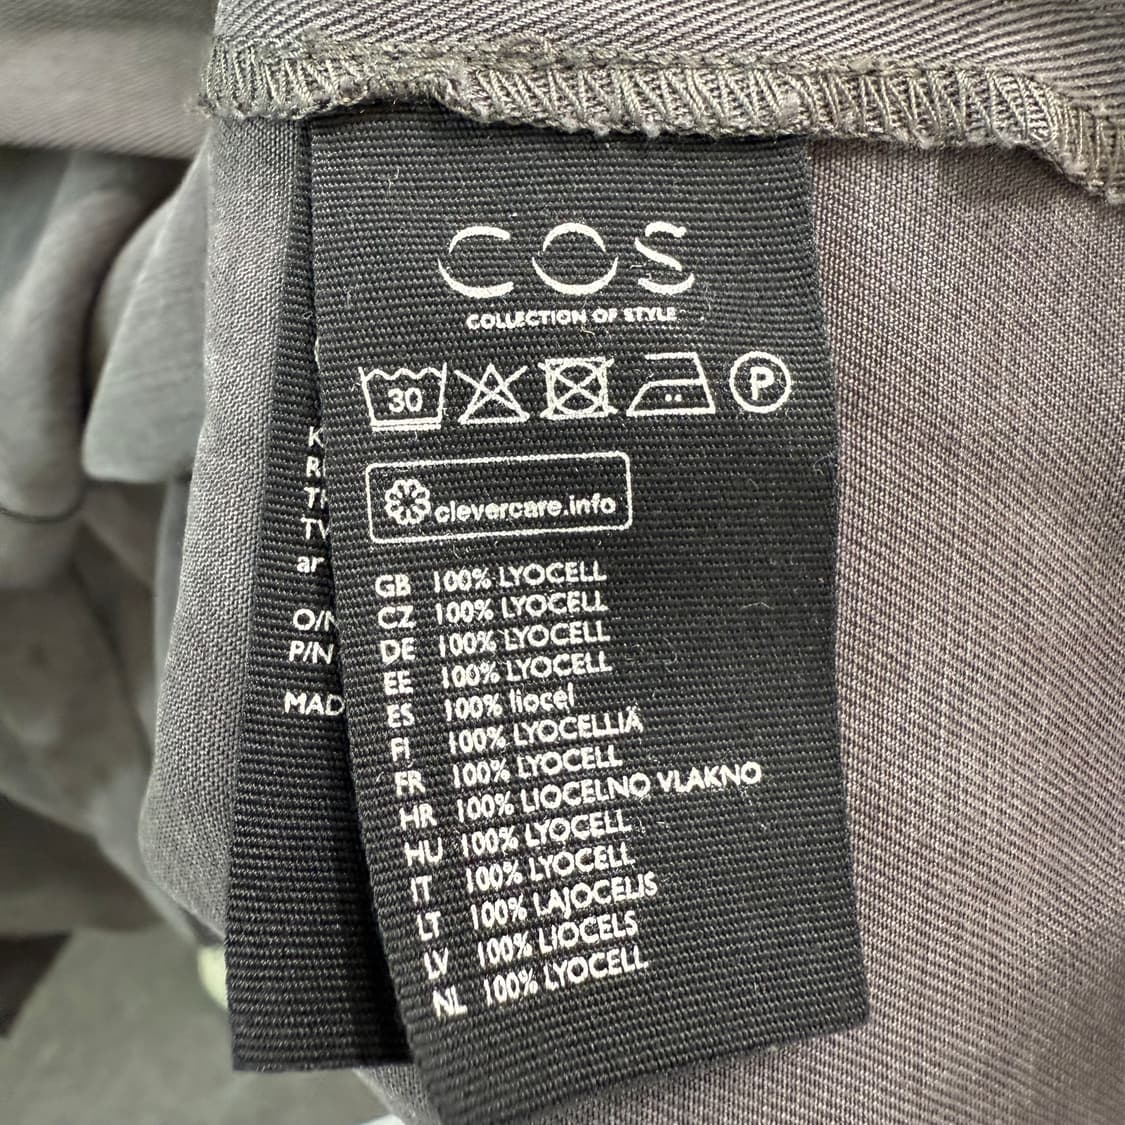 COS
COLLECTION OF STYLE
30
P
clevercare.info
GB 100% LYOCELL
CZ 100% LYOCELL
DE 100% LYOCELL
EE 100% LYOCELL
ES 100% liocel
FI 100% LYOCELLIÄ
FR 100% LYOCELL
HR 100% LIOCELNO VLAKNO
HU 100% LYOCELL
IT 100% LYOCELL
LT 100% LAJOCELIS
LV 100% LIOCELS
NL 100% LYOCELL
P/N